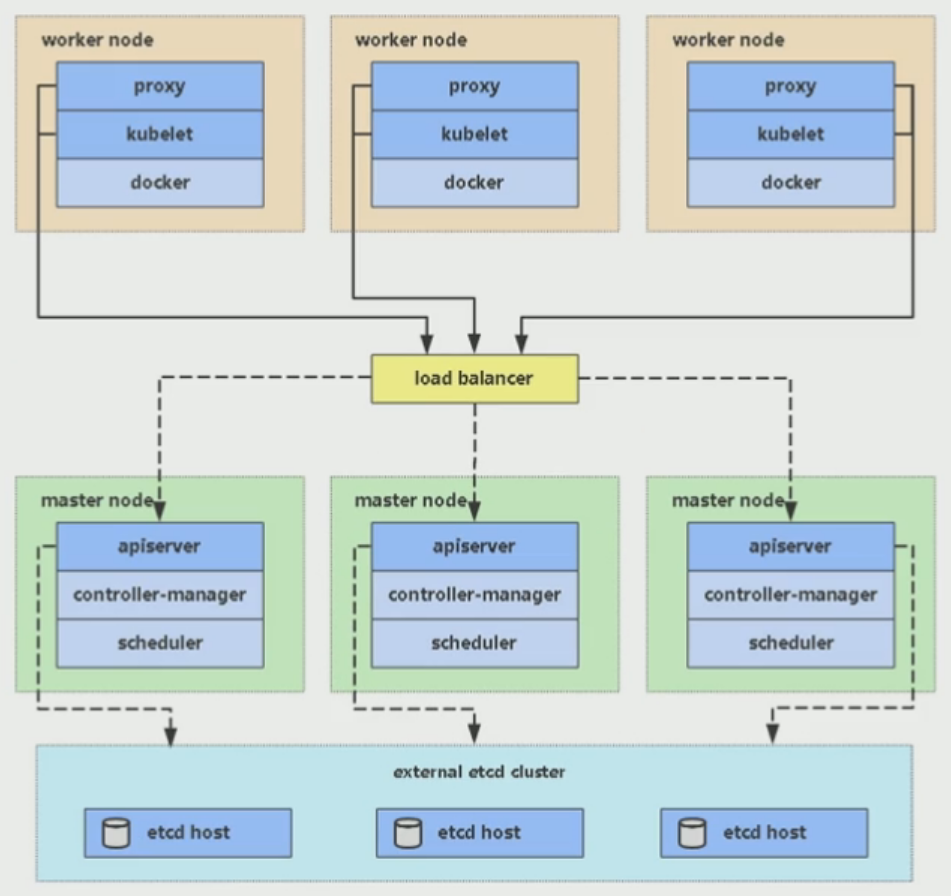 worker node
proxy
kubelet
docker
worker node
proxy
kubelet
docker
worker node
proxy
kubelet
docker
load balancer
master node
apiserver
controller-manager
scheduler
master node
apiserver
controller-manager
scheduler
master node
apiserver
controller-manager
scheduler
external etcd cluster
etcd host
etcd host
etcd host